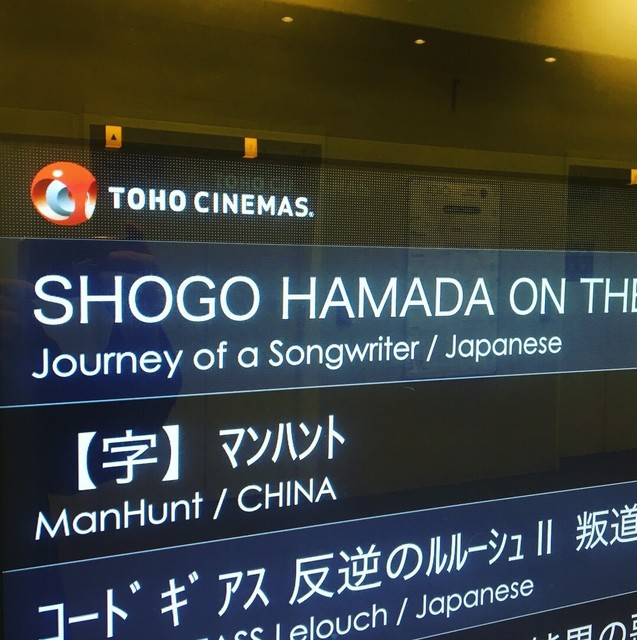 TOHO CINEMAS.
SHOGO HAMADA ON THE
Journey of a Songwriter / Japanese
【字】 マンハント
ManHunt / CHINA
コードギアス 反逆のルルーシュII 叛道
Lelouch / Japanese